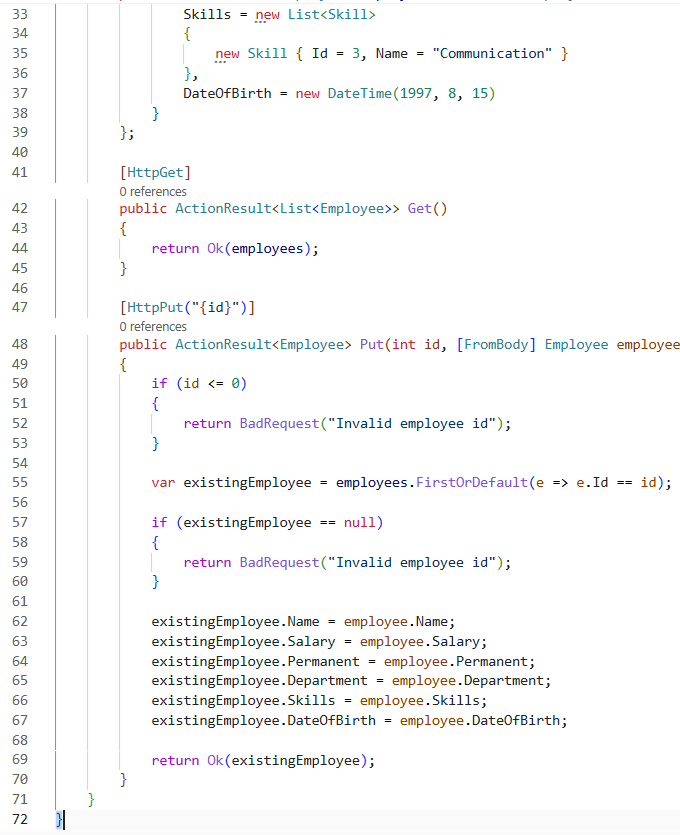 33 Skills = new List<Skill>
34 {
35 new Skill { Id = 3, Name = "Communication" }
36 },
37 DateOfBirth = new DateTime(1997, 8, 15)
38 }
39 };
40
41 [HttpGet]
0 references
42 public ActionResult<List<Employee>> Get()
43 {
44 return Ok(employees);
45 }
46
47 [HttpPut("{id}")]
0 references
48 public ActionResult<Employee> Put(int id, [FromBody] Employee employee
49 {
50 if (id <= 0)
51 {
52 return BadRequest("Invalid employee id");
53 }
54
55 var existingEmployee = employees.FirstOrDefault(e => e.Id == id);
56
57 if (existingEmployee == null)
58 {
59 return BadRequest("Invalid employee id");
60 }
61
62 existingEmployee.Name = employee.Name;
63 existingEmployee.Salary = employee.Salary;
64 existingEmployee.Permanent = employee.Permanent;
65 existingEmployee.Department = employee.Department;
66 existingEmployee.Skills = employee.Skills;
67 existingEmployee.DateOfBirth = employee.DateOfBirth;
68
69 return Ok(existingEmployee);
70 }
71 }
72 }